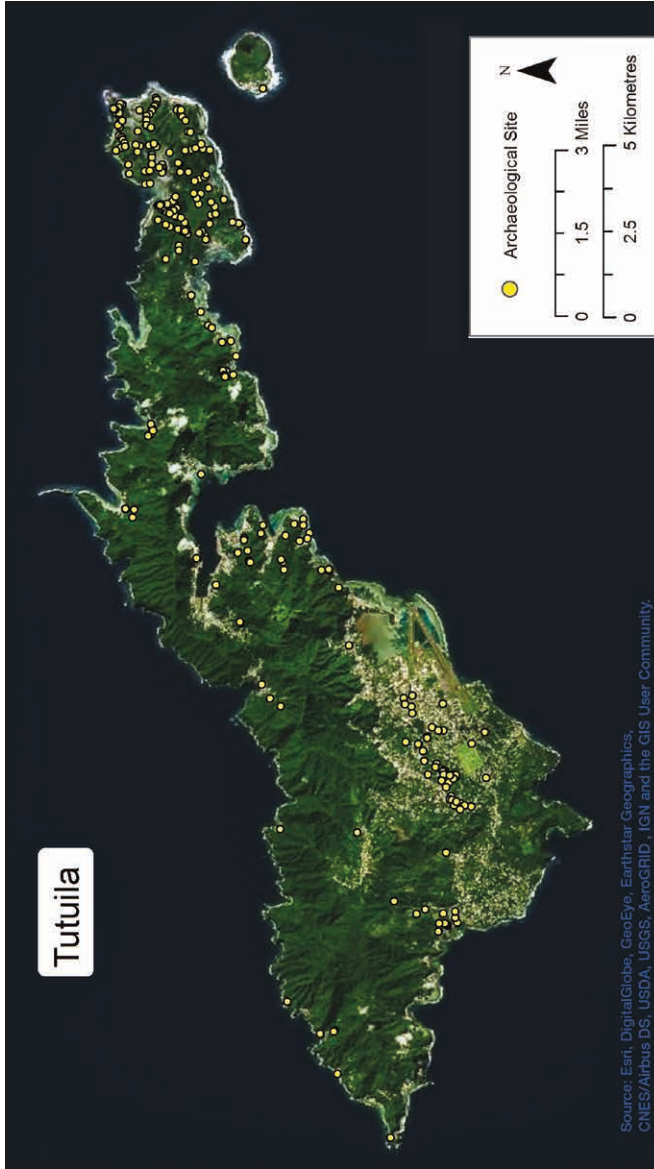 Tutuila
N
Archaeological Site
0 1.5 3 Miles
0 2.5 5 Kilometres
Source: Esri, DigitalGlobe, GeoEye, Earthstar Geographics,
CNES/Airbus DS, USDA, USGS, AeroGRID , IGN and the GIS User Community.